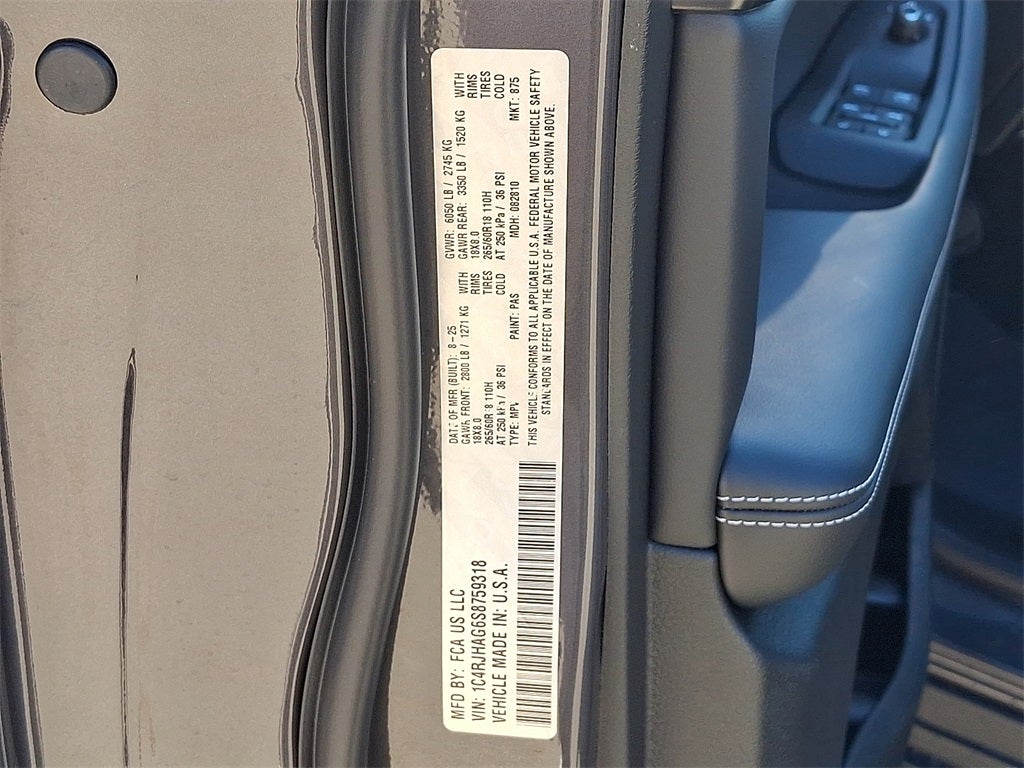 MFD BY: FCA US LLC
VIN: 1C4RJHAG6S8759318
VEHICLE MADE IN: U.S.A.
DATE OF MFR (BUILT): 8-25 GVWR: 6050 LB / 2745 KG
GAWR FRONT: 2800 LB / 1271 KG WITH GAWR REAR: 3350 LB / 1520 KG WITH
18X8.0 RIMS 18X8.0 RIMS
265/60R18 110H TIRES 265/60R18 110H TIRES
AT 250 kPa / 36 PSI COLD AT 250 kPa / 36 PSI COLD
TYPE: MPV PAINT: PAS MDH: 082810 MKT: 875
THIS VEHICLE CONFORMS TO ALL APPLICABLE U.S.A. FEDERAL MOTOR VEHICLE SAFETY
STANDARDS IN EFFECT ON THE DATE OF MANUFACTURE SHOWN ABOVE.